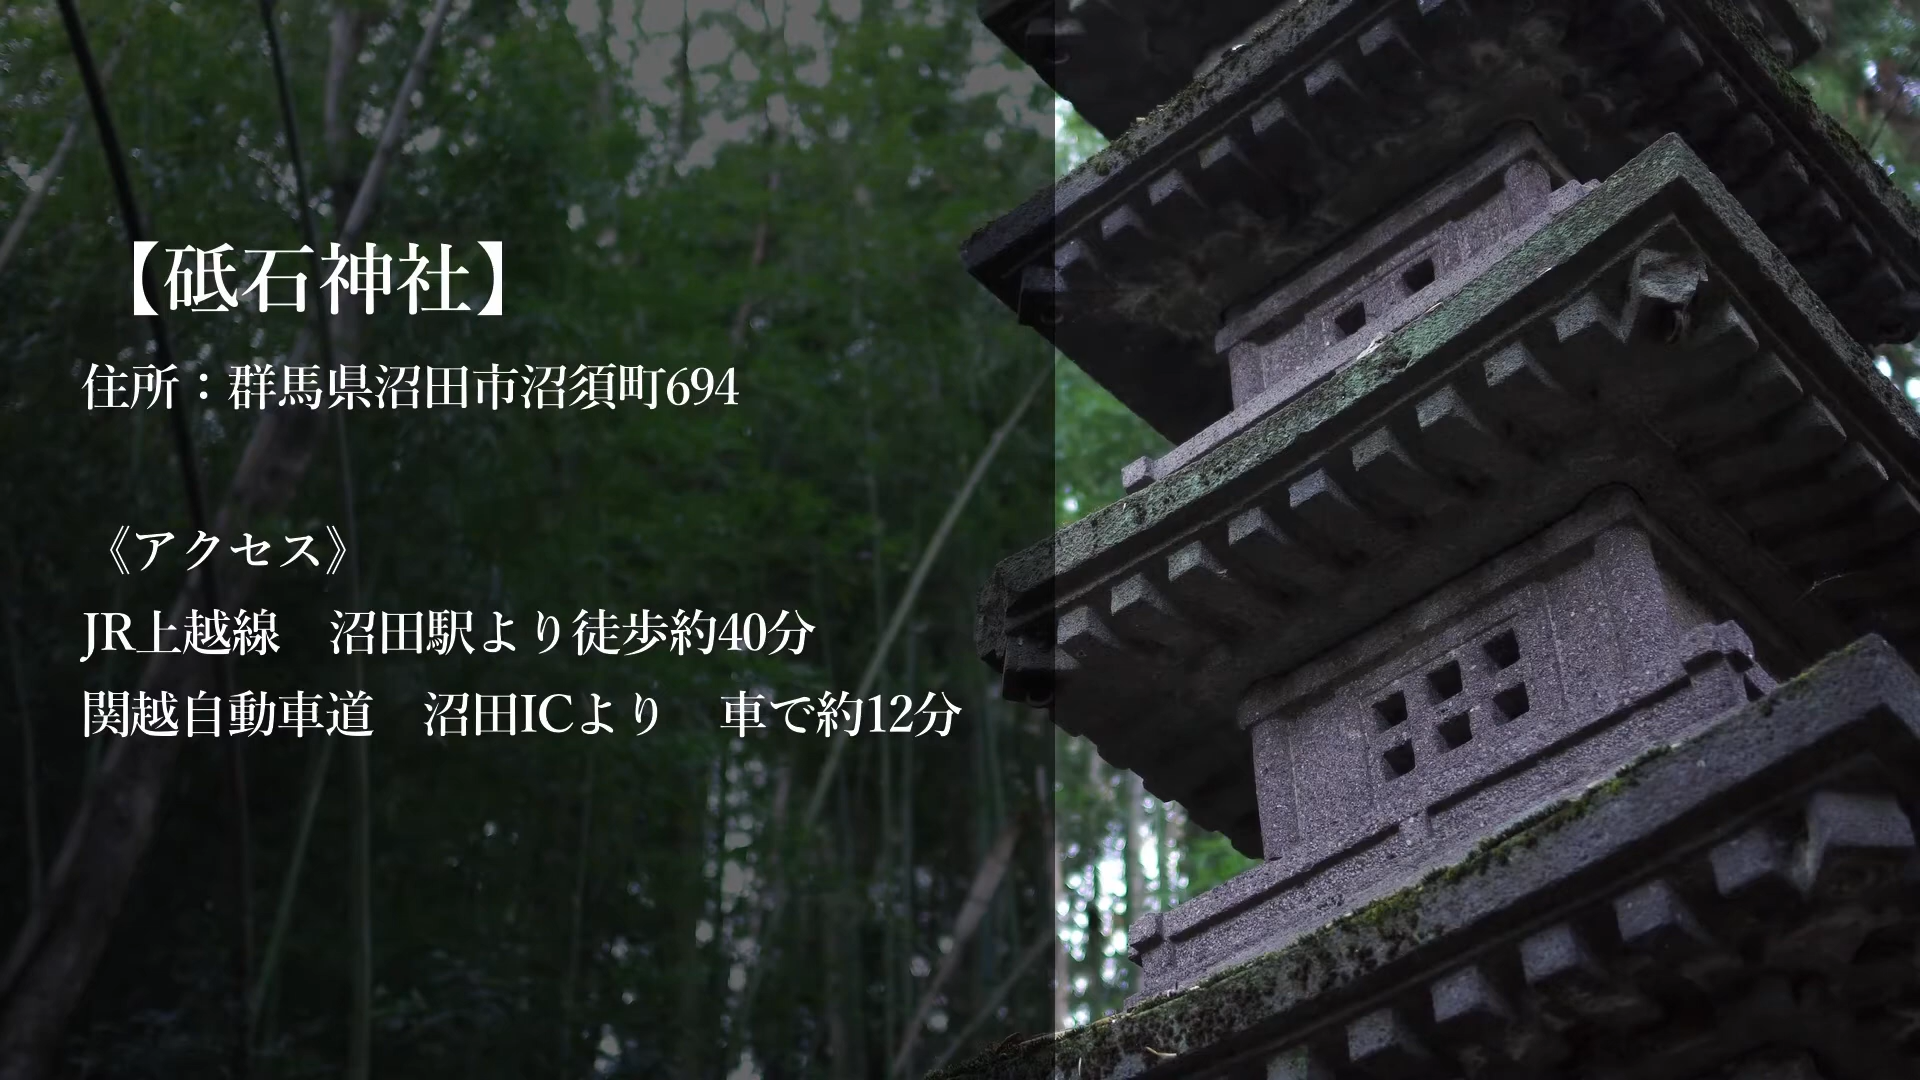 【砥石神社】
住所：群馬県沼田市沼須町694
《アクセス》
JR上越線　沼田駅より徒歩約40分
関越自動車道　沼田ICより　車で約12分